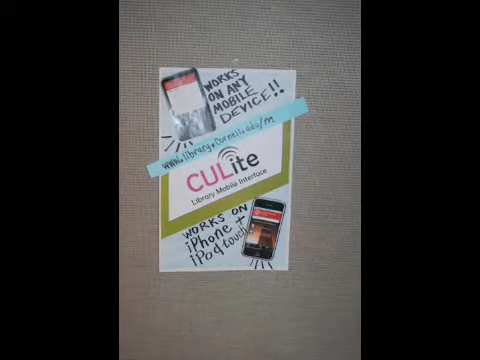 WORKS
ON ANY
MOBILE
DEVICE!!
www.library.cornell.edu/m
CULite
Library Mobile Interface
WORKS ON
iPhone +
iPod touch